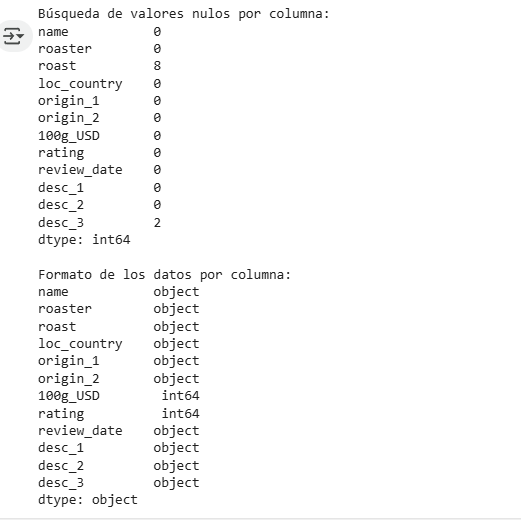 Búsqueda de valores nulos por columna:
name 0
roaster 0
roast 8
loc_country 0
origin_1 0
origin_2 0
100g_USD 0
rating 0
review_date 0
desc_1 0
desc_2 0
desc_3 2
dtype: int64
Formato de los datos por columna:
name object
roaster object
roast object
loc_country object
origin_1 object
origin_2 object
100g_USD int64
rating int64
review_date object
desc_1 object
desc_2 object
desc_3 object
dtype: object